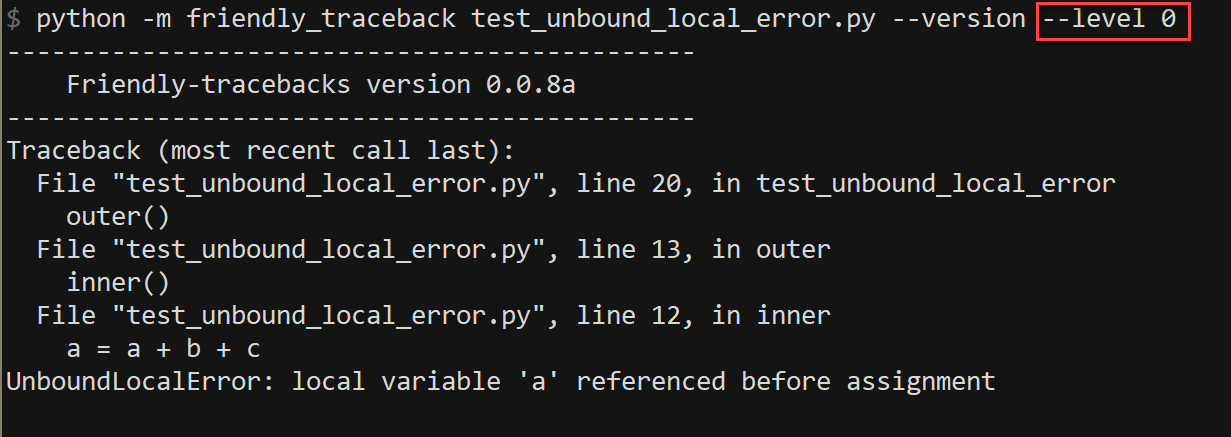 $ python -m friendly_traceback test_unbound_local_error.py --version --level 0
----------------------------------------------
    Friendly-tracebacks version 0.0.8a
----------------------------------------------
Traceback (most recent call last):
  File "test_unbound_local_error.py", line 20, in test_unbound_local_error
    outer()
  File "test_unbound_local_error.py", line 13, in outer
    inner()
  File "test_unbound_local_error.py", line 12, in inner
    a = a + b + c
UnboundLocalError: local variable 'a' referenced before assignment